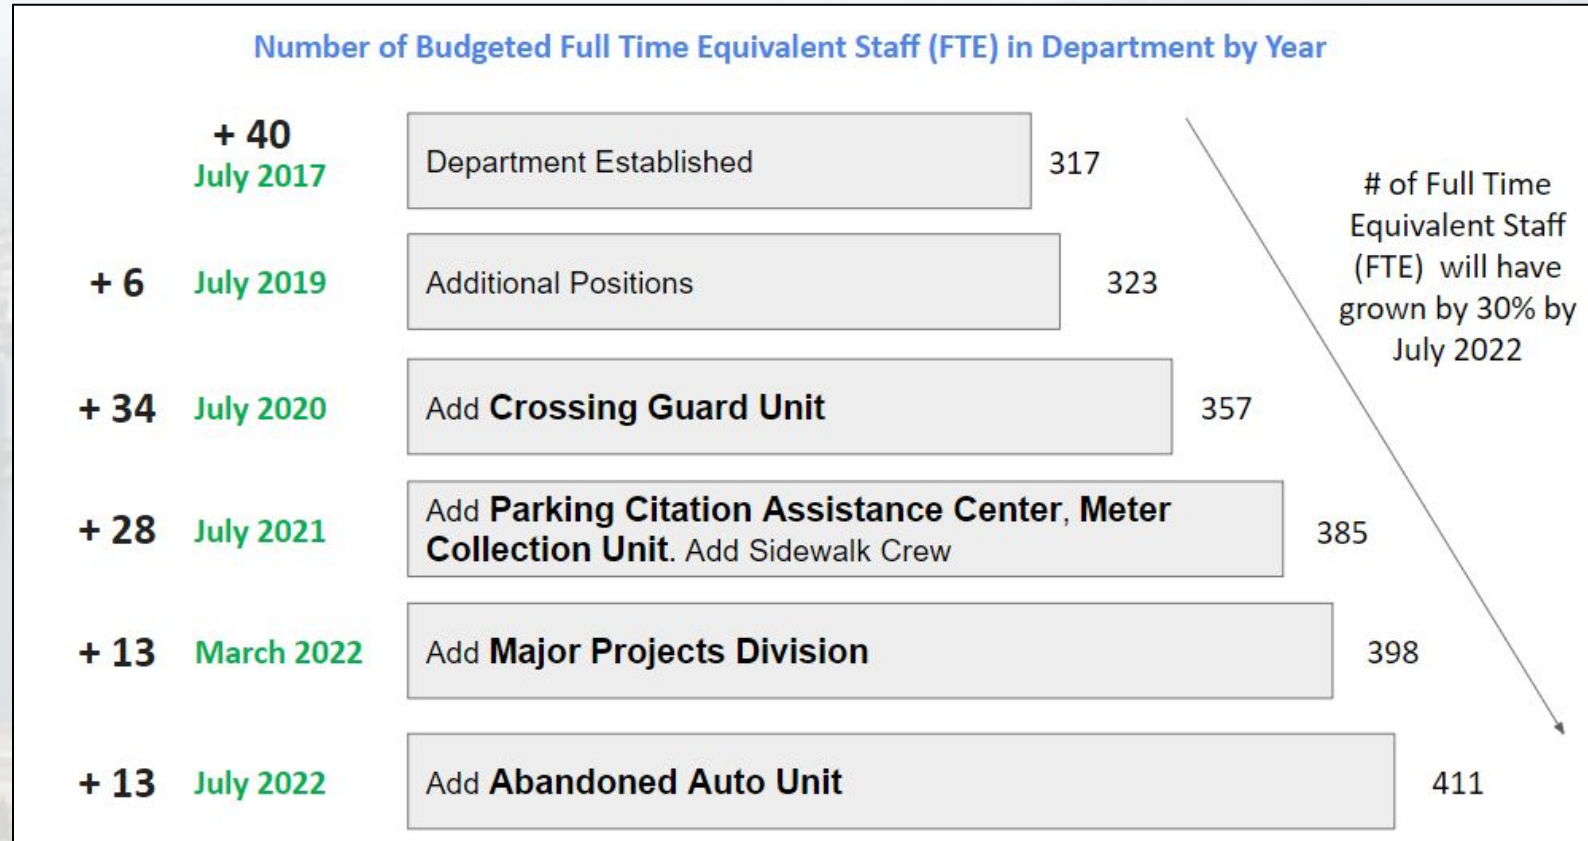 Number of Budgeted Full Time Equivalent Staff (FTE) in Department by Year
+ 40
July 2017
Department Established
317
+ 6
July 2019
Additional Positions
323
+ 34
July 2020
Add Crossing Guard Unit
357
+ 28
July 2021
Add Parking Citation Assistance Center, Meter
Collection Unit. Add Sidewalk Crew
385
+ 13
March 2022
Add Major Projects Division
398
+ 13
July 2022
Add Abandoned Auto Unit
411
# of Full Time
Equivalent Staff
(FTE) will have
grown by 30% by
July 2022